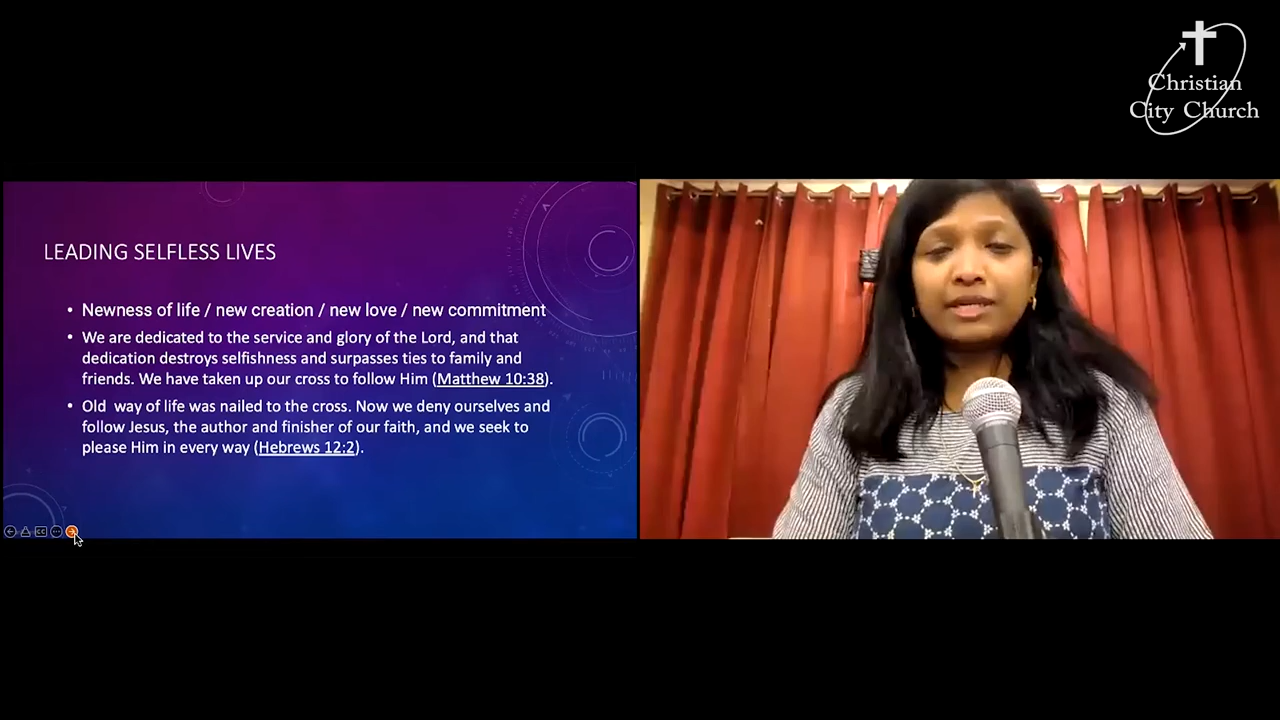 Christian
City Church
LEADING SELFLESS LIVES
• Newness of life / new creation / new love / new commitment
• We are dedicated to the service and glory of the Lord, and that
dedication destroys selfishness and surpasses ties to family and
friends. We have taken up our cross to follow Him (Matthew 10:38).
• Old way of life was nailed to the cross. Now we deny ourselves and
follow Jesus, the author and finisher of our faith, and we seek to
please Him in every way (Hebrews 12:2).